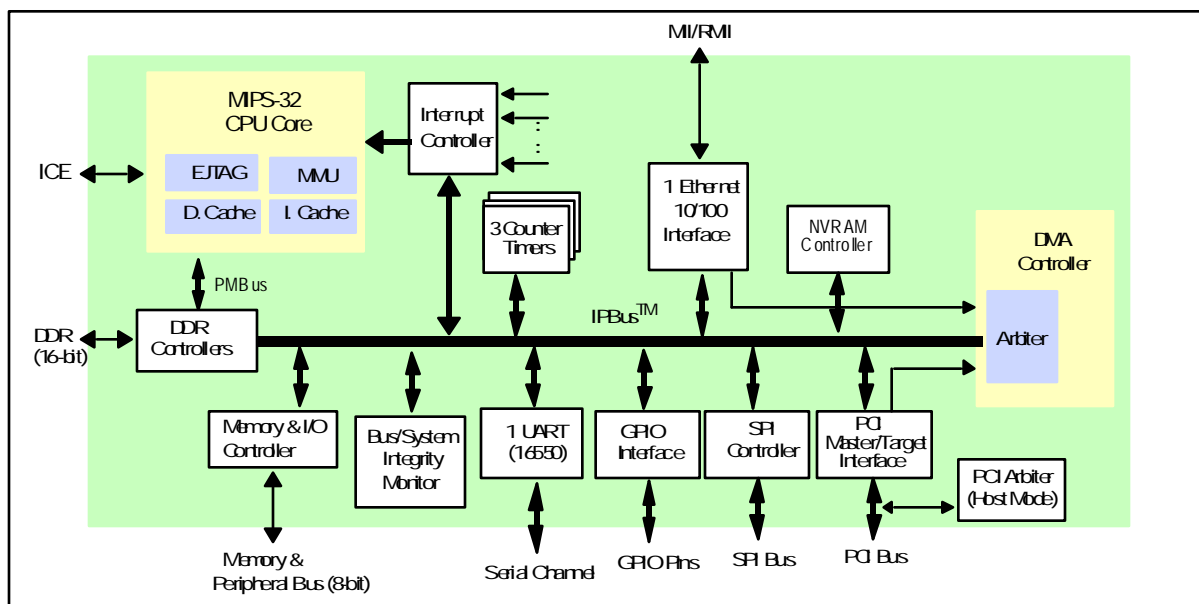 MII/RMII
MIPS-32
CPU Core
EJTAG
MMU
D. Cache
I. Cache
Interrupt
Controller
ICE
3 Counter
Timers
1 Ethernet
10/100
Interface
NVRAM
Controller
DMA
Controller
Arbiter
PMBus
IPBus™
DDR
(16-bit)
DDR
Controllers
Memory & I/O
Controller
Bus/System
Integrity
Monitor
1 UART
(16550)
GPIO
Interface
SPI
Controller
PCI
Master/Target
Interface
PCI Arbiter
(Host Mode)
Memory &
Peripheral Bus (8-bit)
Serial Channel
GPIO Pins
SPI Bus
PCI Bus